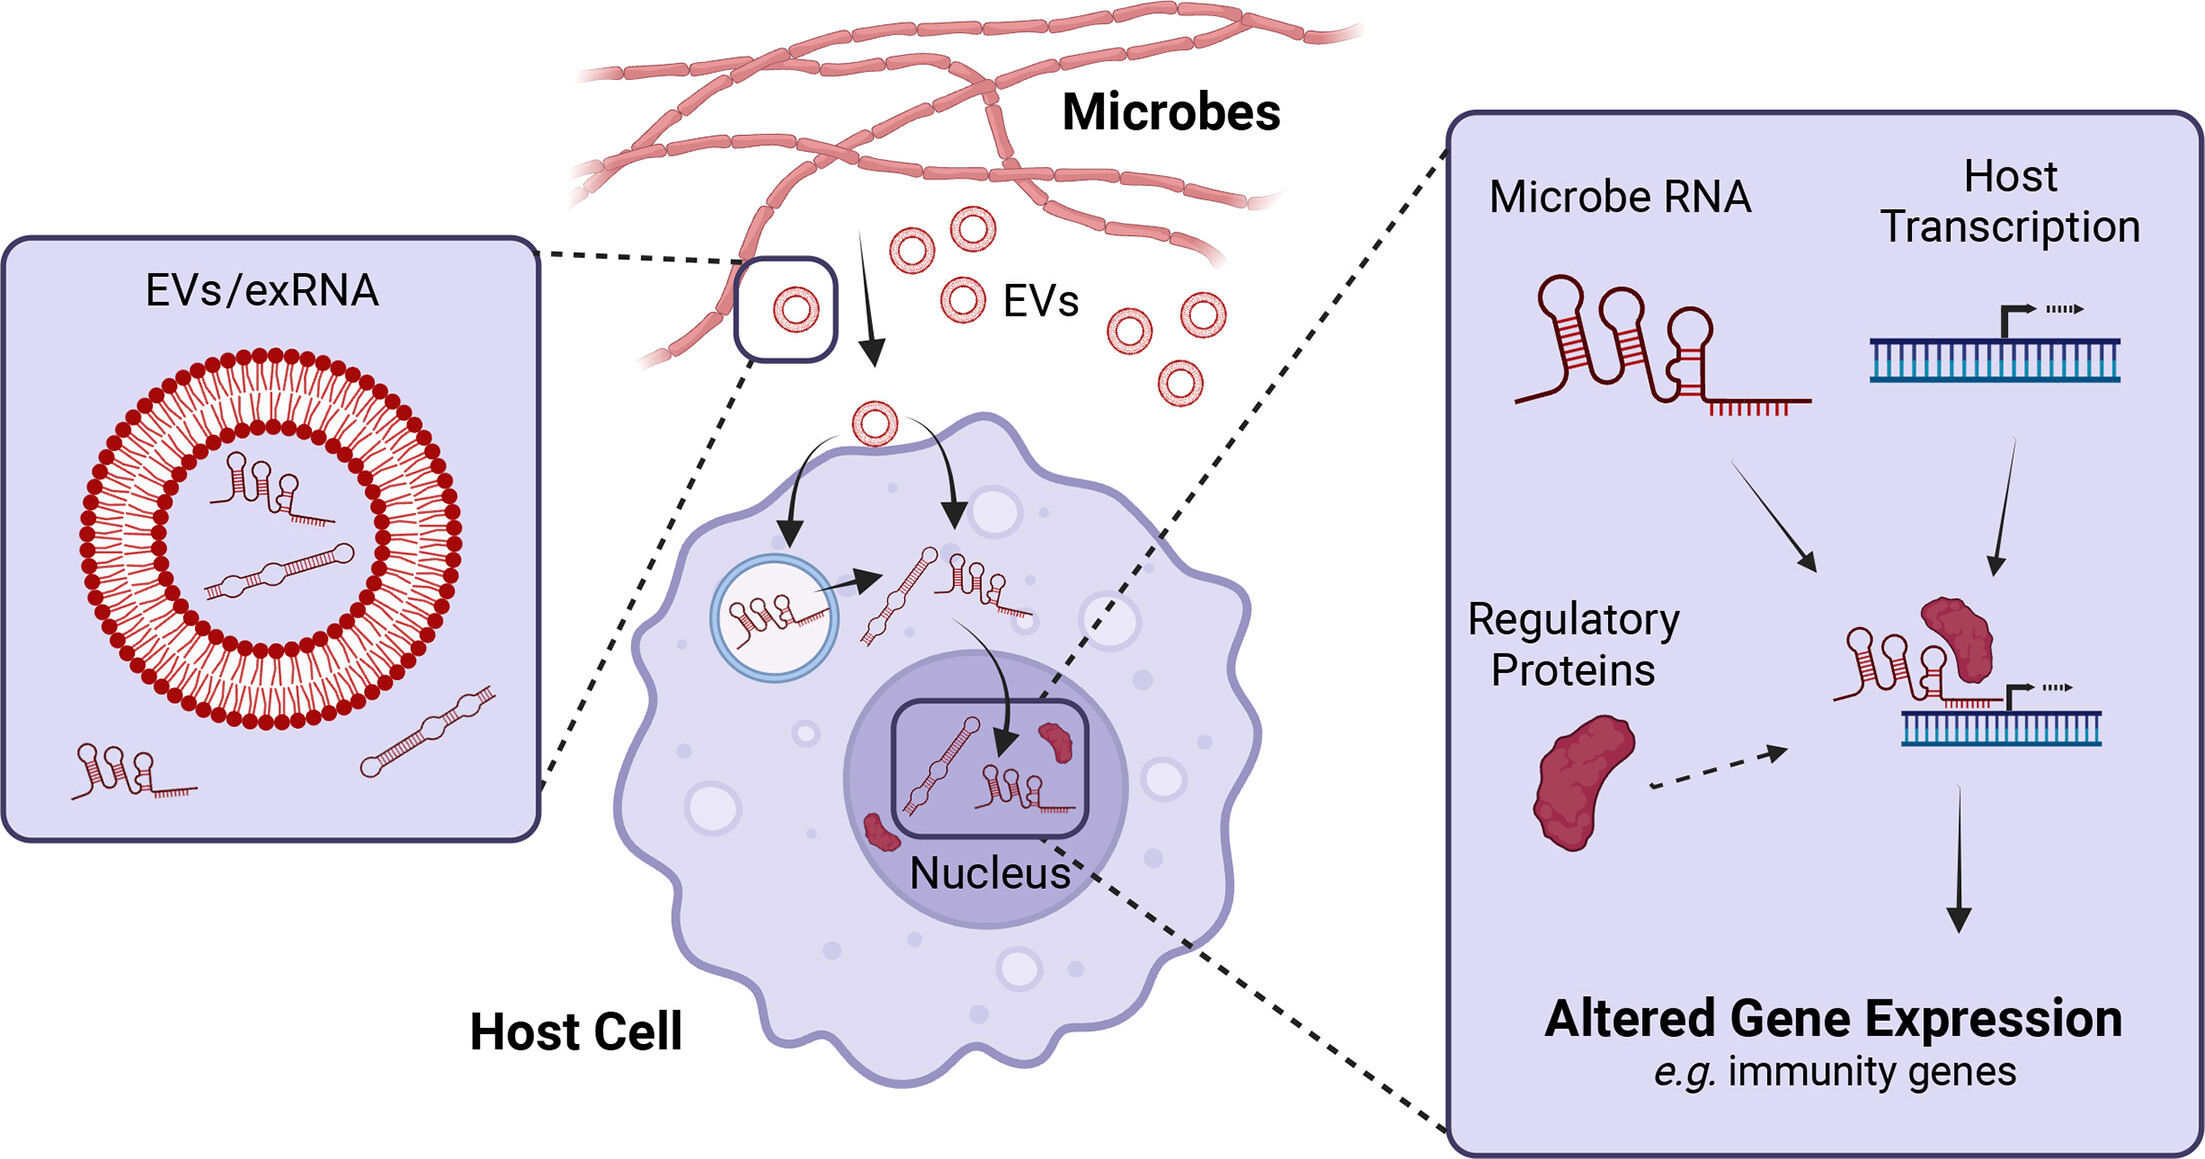 Microbes
EVs/exRNA
EVs
Nucleus
Host Cell
Microbe RNA
Host
Transcription
Regulatory
Proteins
Altered Gene Expression
e.g. immunity genes